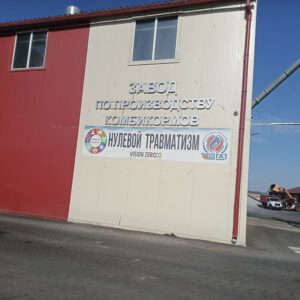 ЗАВОД
ПО ПРОИЗВОДСТВУ
КОМБИКОРМОВ
НУЛЕВОЙ ТРАВМАТИЗМ
VISION ZERO